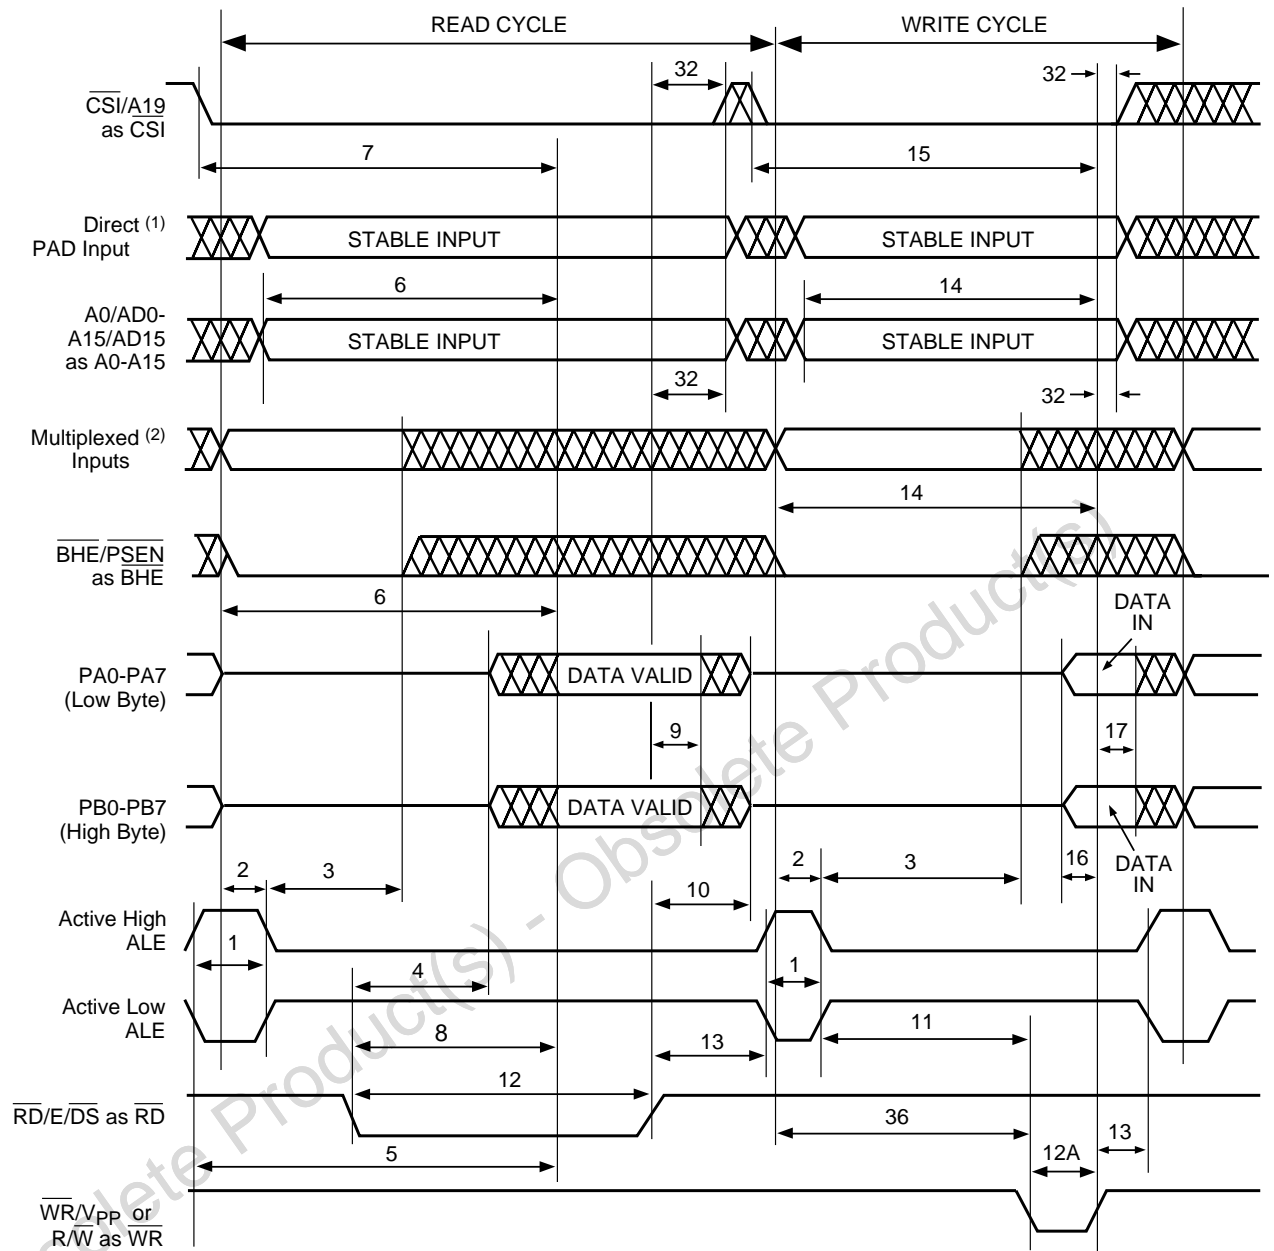 READ CYCLE
WRITE CYCLE
32
32
CSI/A19
as CSI
7
15
Direct (1)
PAD Input
STABLE INPUT
STABLE INPUT
6
14
A0/AD0-
A15/AD15
as A0-A15
STABLE INPUT
STABLE INPUT
32
32
Multiplexed (2)
Inputs
14
BHE/PSEN
as BHE
6
DATA
IN
PA0-PA7
(Low Byte)
DATA VALID
9
17
PB0-PB7
(High Byte)
DATA VALID
DATA
IN
2
3
2
3
16
10
Active High
ALE
1
1
4
Active Low
ALE
8
11
13
12
RD/E/DS as RD
36
13
5
12A
WR/VPP or
R/W as WR
Obsolete Product(s) - Obsolete Product(s)